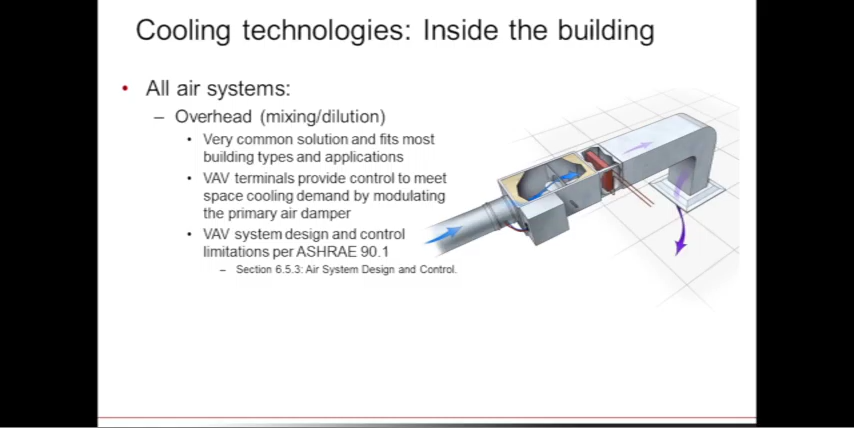 Cooling technologies: Inside the building
• All air systems:
– Overhead (mixing/dilution)
• Very common solution and fits most
building types and applications
• VAV terminals provide control to meet
space cooling demand by modulating
the primary air damper
• VAV system design and control
limitations per ASHRAE 90.1
– Section 6.5.3: Air System Design and Control.